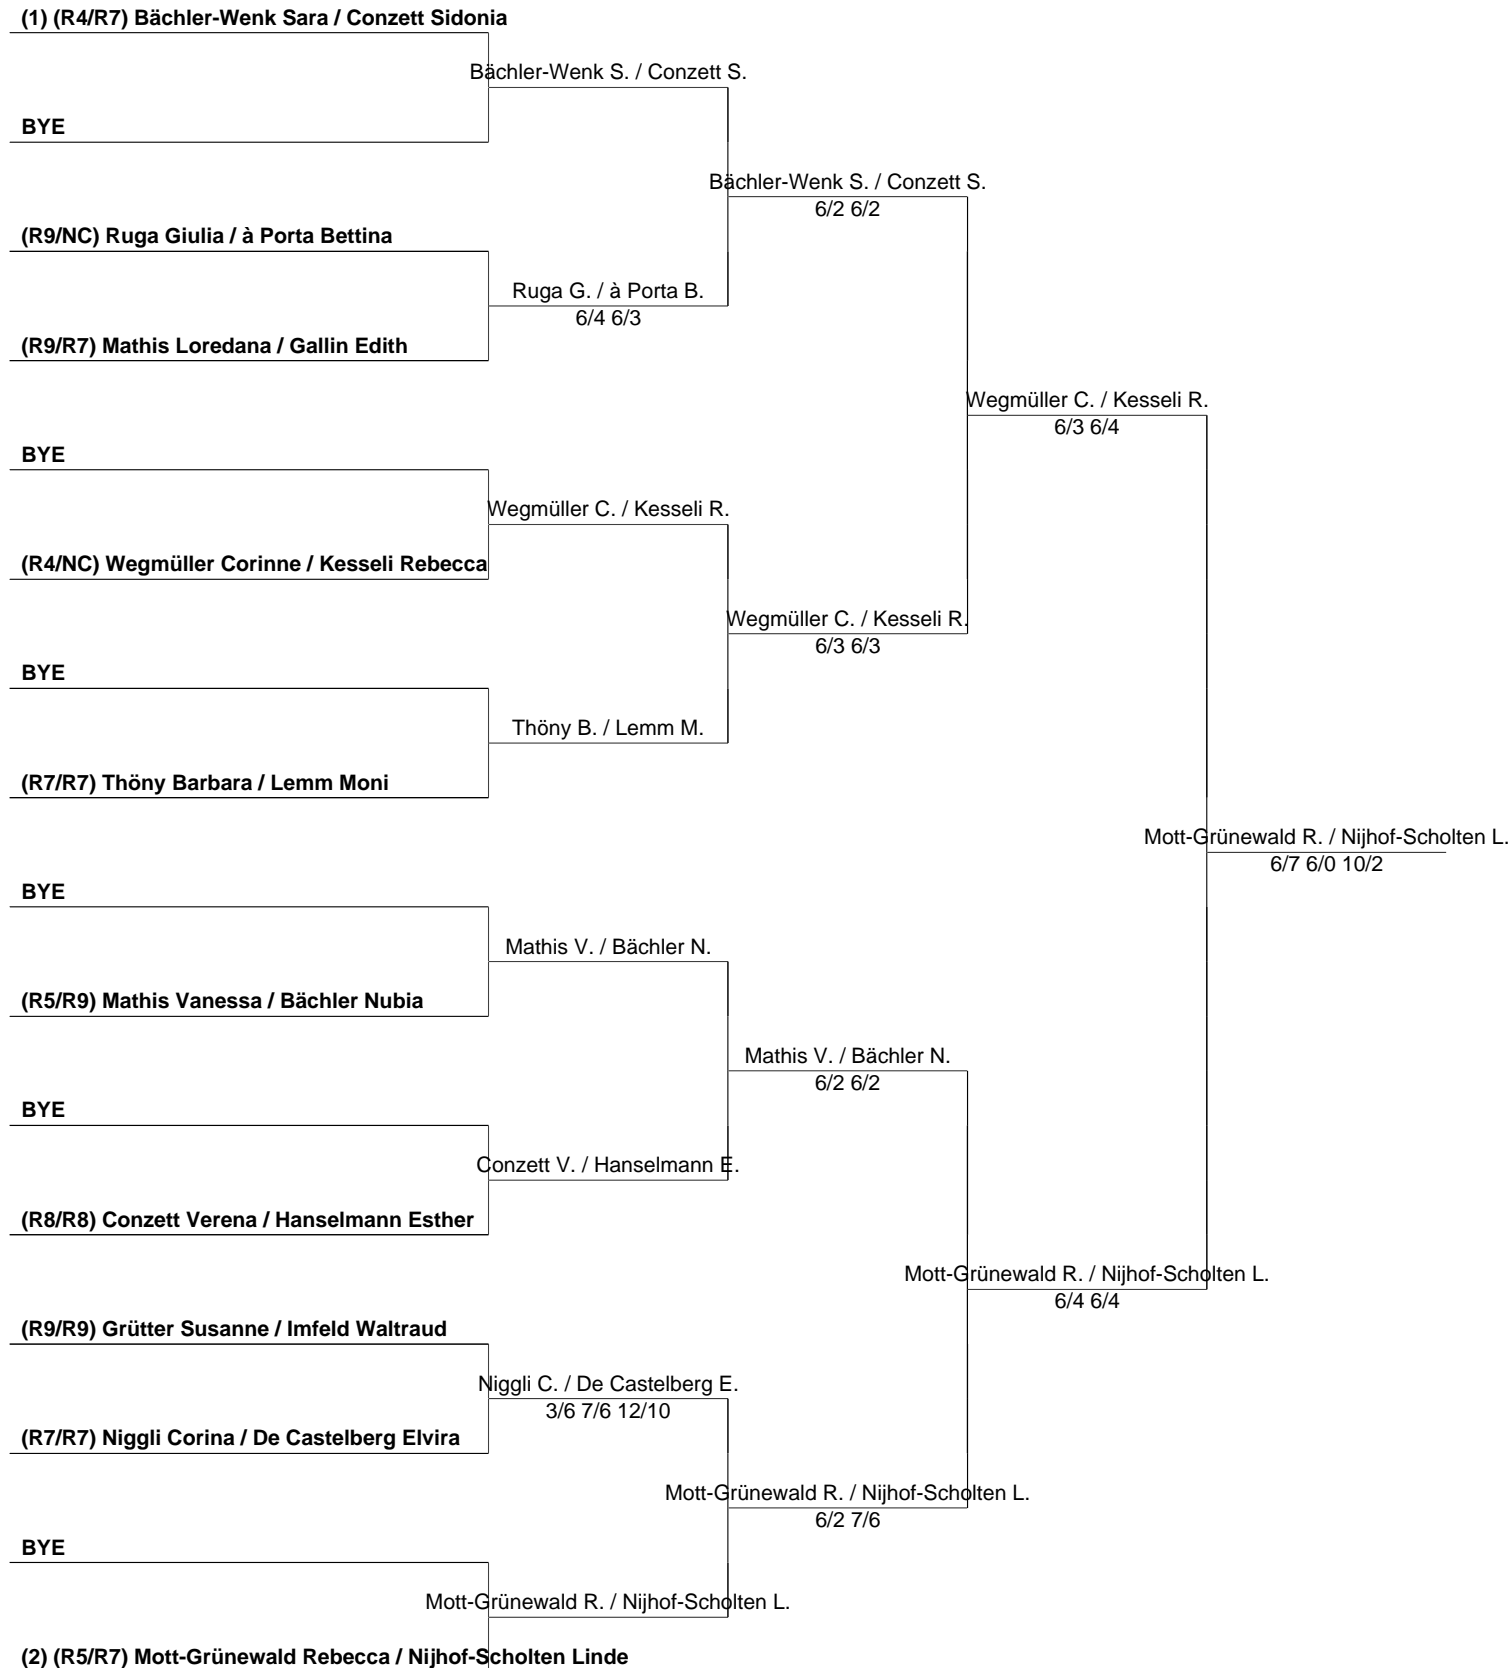 (1) (R4/R7) Bächler-Wenk Sara / Conzett Sidonia
Bächler-Wenk S. / Conzett S.
BYE
Bächler-Wenk S. / Conzett S.
6/2 6/2
(R9/NC) Ruga Giulia / à Porta Bettina
Ruga G. / à Porta B.
6/4 6/3
(R9/R7) Mathis Loredana / Gallin Edith
Wegmüller C. / Kesseli R.
6/3 6/4
BYE
Wegmüller C. / Kesseli R.
(R4/NC) Wegmüller Corinne / Kesseli Rebecca
Wegmüller C. / Kesseli R.
6/3 6/3
BYE
Thöny B. / Lemm M.
(R7/R7) Thöny Barbara / Lemm Moni
Mott-Grünewald R. / Nijhof-Scholten L.
6/7 6/0 10/2
BYE
Mathis V. / Bächler N.
(R5/R9) Mathis Vanessa / Bächler Nubia
Mathis V. / Bächler N.
6/2 6/2
BYE
Conzett V. / Hanselmann E.
(R8/R8) Conzett Verena / Hanselmann Esther
Mott-Grünewald R. / Nijhof-Scholten L.
6/4 6/4
(R9/R9) Grütter Susanne / Imfeld Waltraud
Niggli C. / De Castelberg E.
3/6 7/6 12/10
(R7/R7) Niggli Corina / De Castelberg Elvira
Mott-Grünewald R. / Nijhof-Scholten L.
6/2 7/6
BYE
Mott-Grünewald R. / Nijhof-Scholten L.
(2) (R5/R7) Mott-Grünewald Rebecca / Nijhof-Scholten Linde